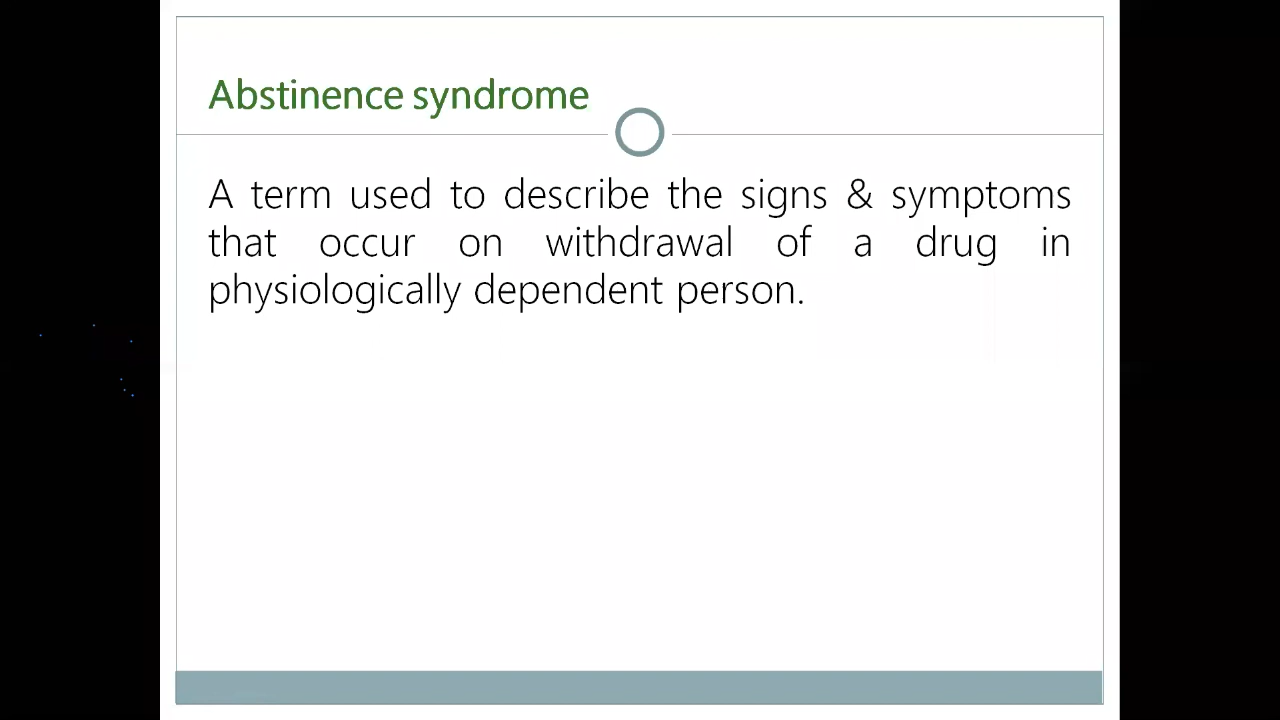 Abstinence syndrome
A term used to describe the signs & symptoms
that occur on withdrawal of a drug in
physiologically dependent person.